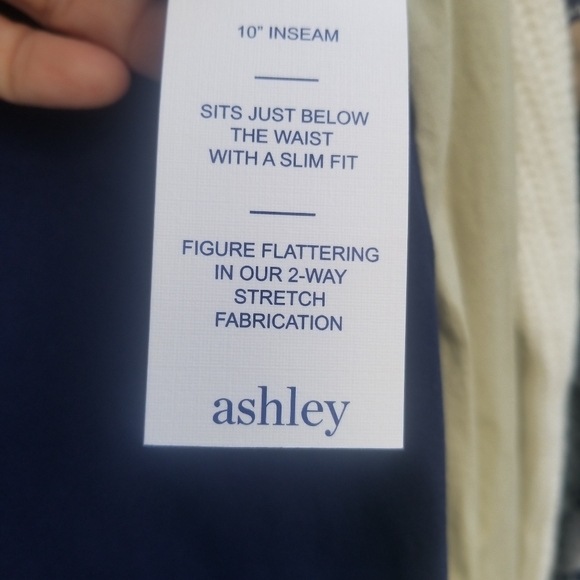 10" INSEAM
SITS JUST BELOW
THE WAIST
WITH A SLIM FIT
FIGURE FLATTERING
IN OUR 2-WAY
STRETCH
FABRICATION
ashley